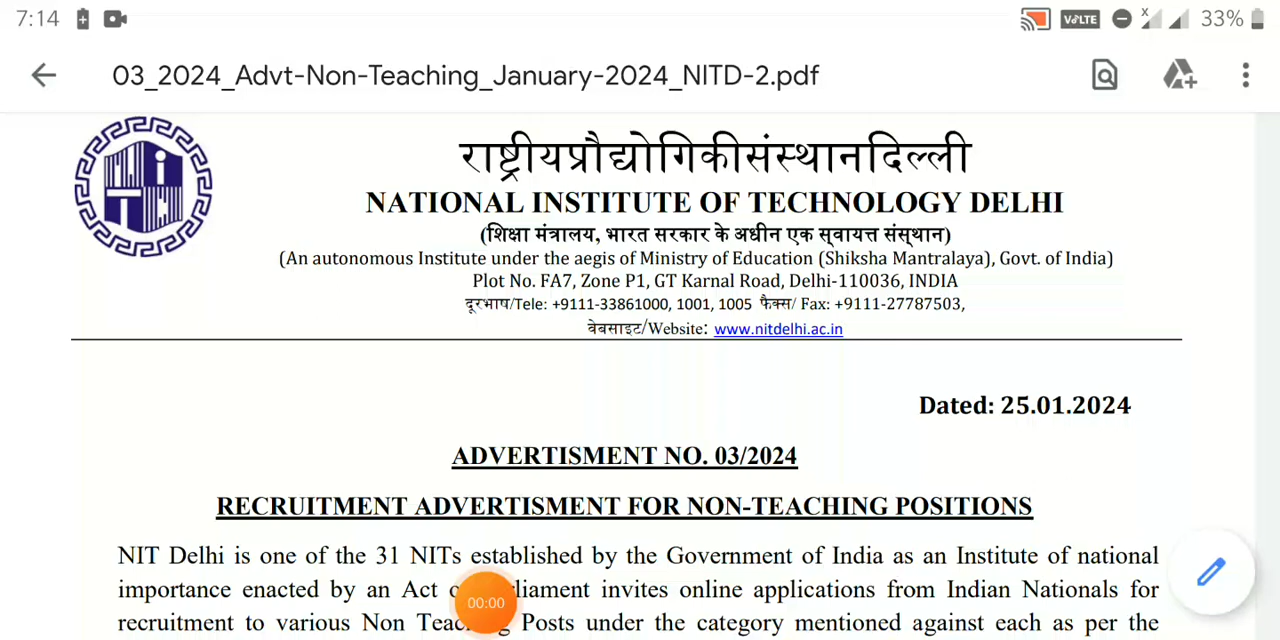 7:14
VoLTE
x
33%
03_2024_Advt-Non-Teaching_January-2024_NITD-2.pdf
राष्ट्रीयप्रौद्योगिकीसंस्थानदिल्ली
NATIONAL INSTITUTE OF TECHNOLOGY DELHI
(शिक्षा मंत्रालय, भारत सरकार के अधीन एक स्वायत्त संस्थान)
(An autonomous Institute under the aegis of Ministry of Education (Shiksha Mantralaya), Govt. of India)
Plot No. FA7, Zone P1, GT Karnal Road, Delhi-110036, INDIA
दूरभाष/Tele: +9111-33861000, 1001, 1005 फैक्स/ Fax: +9111-27787503,
वेबसाइट/Website: www.nitdelhi.ac.in
Dated: 25.01.2024
ADVERTISMENT NO. 03/2024
RECRUITMENT ADVERTISMENT FOR NON-TEACHING POSITIONS
NIT Delhi is one of the 31 NITs established by the Government of India as an Institute of national
importance enacted by an Act liament invites online applications from Indian Nationals for
00:00
recruitment to various Non Posts under the category mentioned against each as per the